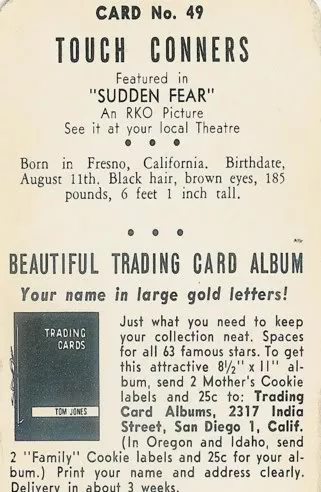 CARD No. 49
TOUCH CONNERS
Featured in
"SUDDEN FEAR"
An RKO Picture
See it at your local Theatre
• • •
Born in Fresno, California. Birthdate,
August 11th. Black hair, brown eyes, 185
pounds, 6 feet 1 inch tall.
• • •
BEAUTIFUL TRADING CARD ALBUM
Your name in large gold letters!
TRADING
CARDS
TOM JONES
Just what you need to keep
your collection neat. Spaces
for all 63 famous stars. To get
this attractive 8½" x 11" al-
bum, send 2 Mother's Cookie
labels and 25c to: Trading
Card Albums, 2317 India
Street, San Diego 1, Calif.
(In Oregon and Idaho, send
2 "Family" Cookie labels and 25c for your al-
bum.) Print your name and address clearly.
Delivery in about 3 weeks.